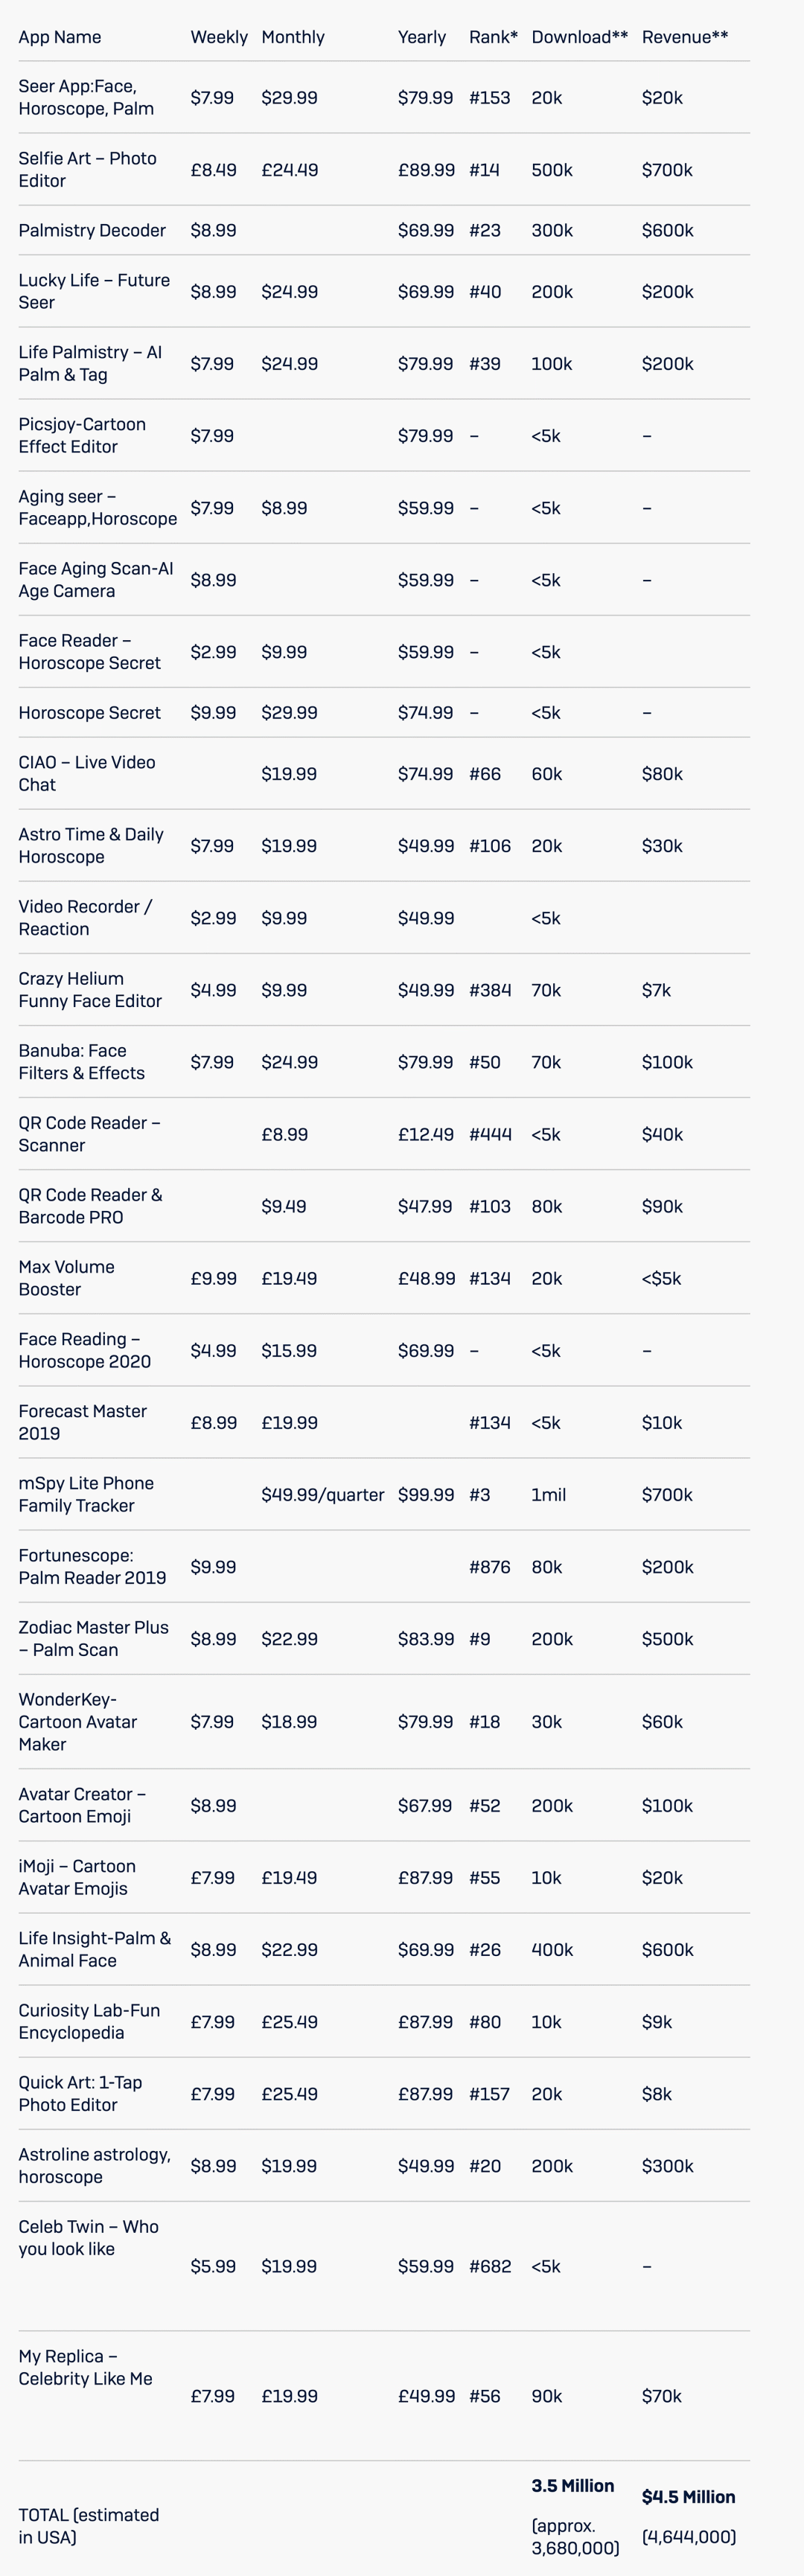 App Name Weekly Monthly Yearly Rank* Download** Revenue**
Seer App:Face,
Horoscope, Palm
$7.99 $29.99 $79.99 #153 20k $20k
Selfie Art – Photo
Editor
£8.49 £24.49 £89.99 #14 500k $700k
Palmistry Decoder $8.99 $69.99 #23 300k $600k
Lucky Life – Future
Seer
$8.99 $24.99 $69.99 #40 200k $200k
Life Palmistry – AI
Palm & Tag
$7.99 $24.99 $79.99 #39 100k $200k
Picsjoy-Cartoon
Effect Editor
$7.99 $79.99 – <5k –
Aging seer –
Faceapp,Horoscope
$7.99 $8.99 $59.99 – <5k –
Face Aging Scan-AI
Age Camera
$8.99 $59.99 – <5k –
Face Reader –
Horoscope Secret
$2.99 $9.99 $59.99 – <5k
Horoscope Secret $9.99 $29.99 $74.99 – <5k –
CIAO – Live Video
Chat
$19.99 $74.99 #66 60k $80k
Astro Time & Daily
Horoscope
$7.99 $19.99 $49.99 #106 20k $30k
Video Recorder /
Reaction
$2.99 $9.99 $49.99 <5k
Crazy Helium
Funny Face Editor
$4.99 $9.99 $49.99 #384 70k $7k
Banuba: Face
Filters & Effects
$7.99 $24.99 $79.99 #50 70k $100k
QR Code Reader –
Scanner
£8.99 £12.49 #444 <5k $40k
QR Code Reader &
Barcode PRO
$9.49 $47.99 #103 80k $90k
Max Volume
Booster
£9.99 £19.49 £48.99 #134 20k <$5k
Face Reading –
Horoscope 2020
$4.99 $15.99 $69.99 – <5k –
Forecast Master
2019
£8.99 £19.99 #134 <5k $10k
mSpy Lite Phone
Family Tracker
$49.99/quarter $99.99 #3 1mil $700k
Fortunescope:
Palm Reader 2019
$9.99 #876 80k $200k
Zodiac Master Plus
– Palm Scan
$8.99 $22.99 $83.99 #9 200k $500k
WonderKey-
Cartoon Avatar
Maker
$7.99 $18.99 $79.99 #18 30k $60k
Avatar Creator –
Cartoon Emoji
$8.99 $67.99 #52 200k $100k
iMoji – Cartoon
Avatar Emojis
£7.99 £19.49 £87.99 #55 10k $20k
Life Insight-Palm &
Animal Face
$8.99 $22.99 $69.99 #26 400k $600k
Curiosity Lab-Fun
Encyclopedia
£7.99 £25.49 £87.99 #80 10k $9k
Quick Art: 1-Tap
Photo Editor
£7.99 £25.49 £87.99 #157 20k $8k
Astroline astrology,
horoscope
$8.99 $19.99 $49.99 #20 200k $300k
Celeb Twin – Who
you look like
$5.99 $19.99 $59.99 #682 <5k –
My Replica –
Celebrity Like Me
£7.99 £19.99 £49.99 #56 90k $70k
TOTAL (estimated
in USA)
3.5 Million
(approx.
3,680,000)
$4.5 Million
(4,644,000)